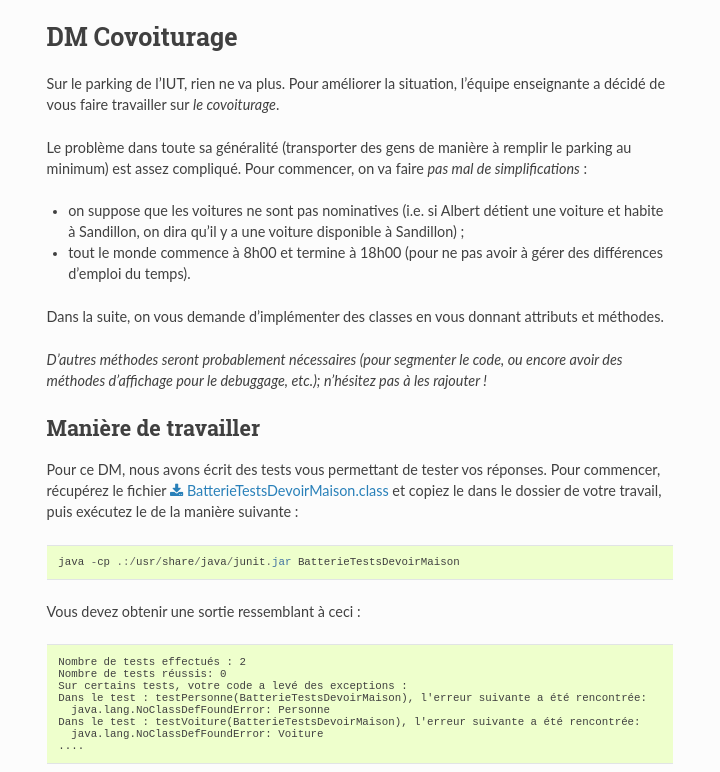 DM Covoiturage
Sur le parking de l'IUT, rien ne va plus. Pour améliorer la situation, l'équipe enseignante a décidé de
vous faire travailler sur le covoiturage.
Le problème dans toute sa généralité (transporter des gens de manière à remplir le parking au
minimum) est assez compliqué. Pour commencer, on va faire pas mal de simplifications :
• on suppose que les voitures ne sont pas nominatives (i.e. si Albert détient une voiture et habite
à Sandillon, on dira qu'il y a une voiture disponible à Sandillon) ;
• tout le monde commence à 8h00 et termine à 18h00 (pour ne pas avoir à gérer des différences
d'emploi du temps).
Dans la suite, on vous demande d'implémenter des classes en vous donnant attributs et méthodes.
D'autres méthodes seront probablement nécessaires (pour segmenter le code, ou encore avoir des
méthodes d'affichage pour le debuggage, etc.); n'hésitez pas à les rajouter !
Manière de travailler
Pour ce DM, nous avons écrit des tests vous permettant de tester vos réponses. Pour commencer,
récupérez le fichier BatterieTestsDevoirMaison.class et copiez le dans le dossier de votre travail,
puis exécutez le de la manière suivante :
java -cp .:/usr/share/java/junit.jar BatterieTestsDevoirMaison
Vous devez obtenir une sortie ressemblant à ceci :
Nombre de tests effectués : 2
Nombre de tests réussis: 0
Sur certains tests, votre code a levé des exceptions :
Dans le test : testPersonne(BatterieTestsDevoirMaison), l'erreur suivante a été rencontrée:
java.lang.NoClassDefFoundError: Personne
Dans le test : testVoiture(BatterieTestsDevoirMaison), l'erreur suivante a été rencontrée:
java.lang.NoClassDefFoundError: Voiture
....